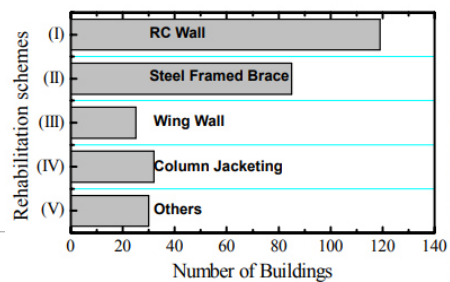 Rehabilitation schemes
(I) RC Wall
(II) Steel Framed Brace
(III) Wing Wall
(IV) Column Jacketing
(V) Others
0 20 40 60 80 100 120 140
Number of Buildings